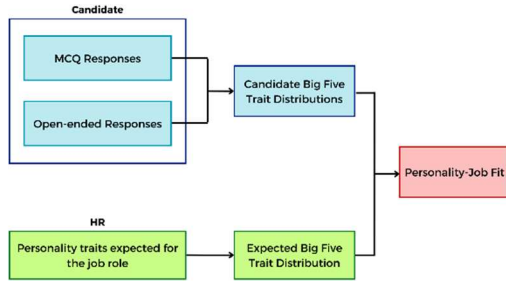 Candidate
MCQ Responses
Open-ended Responses
Candidate Big Five
Trait Distributions
Personality-Job Fit
HR
Personality traits expected for
the job role
Expected Big Five
Trait Distribution